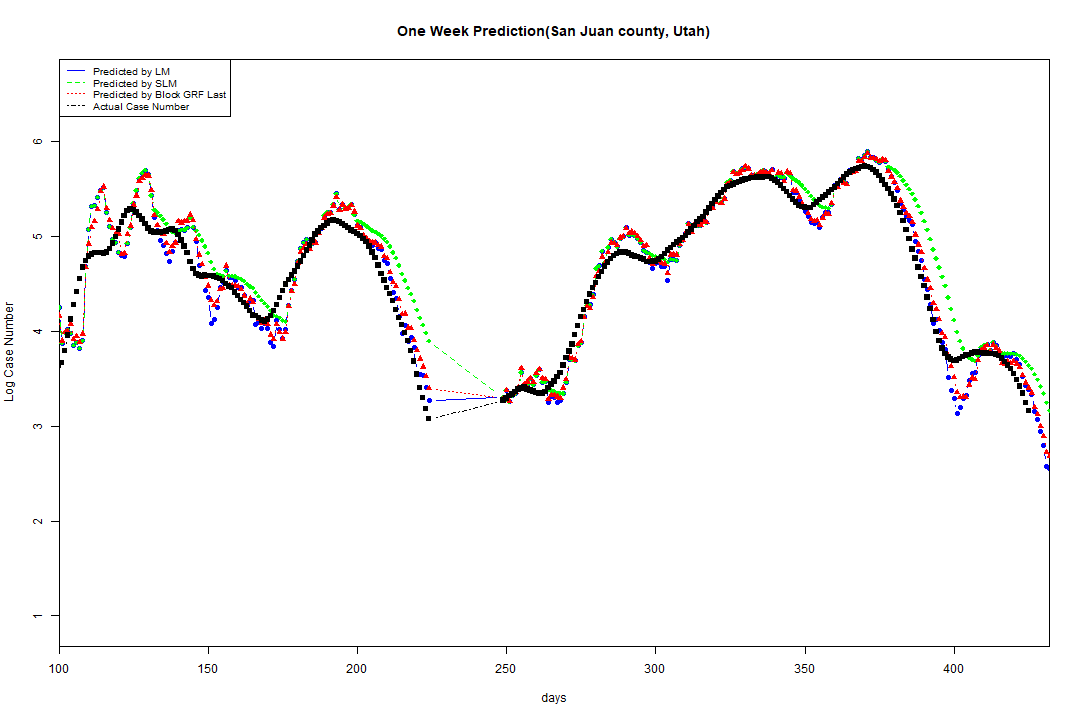 One Week Prediction(San Juan county, Utah)
Predicted by LM
Predicted by SLM
Predicted by Block GRF Last
Actual Case Number
Log Case Number
6
5
4
3
2
1
100 150 200 250 300 350 400
days